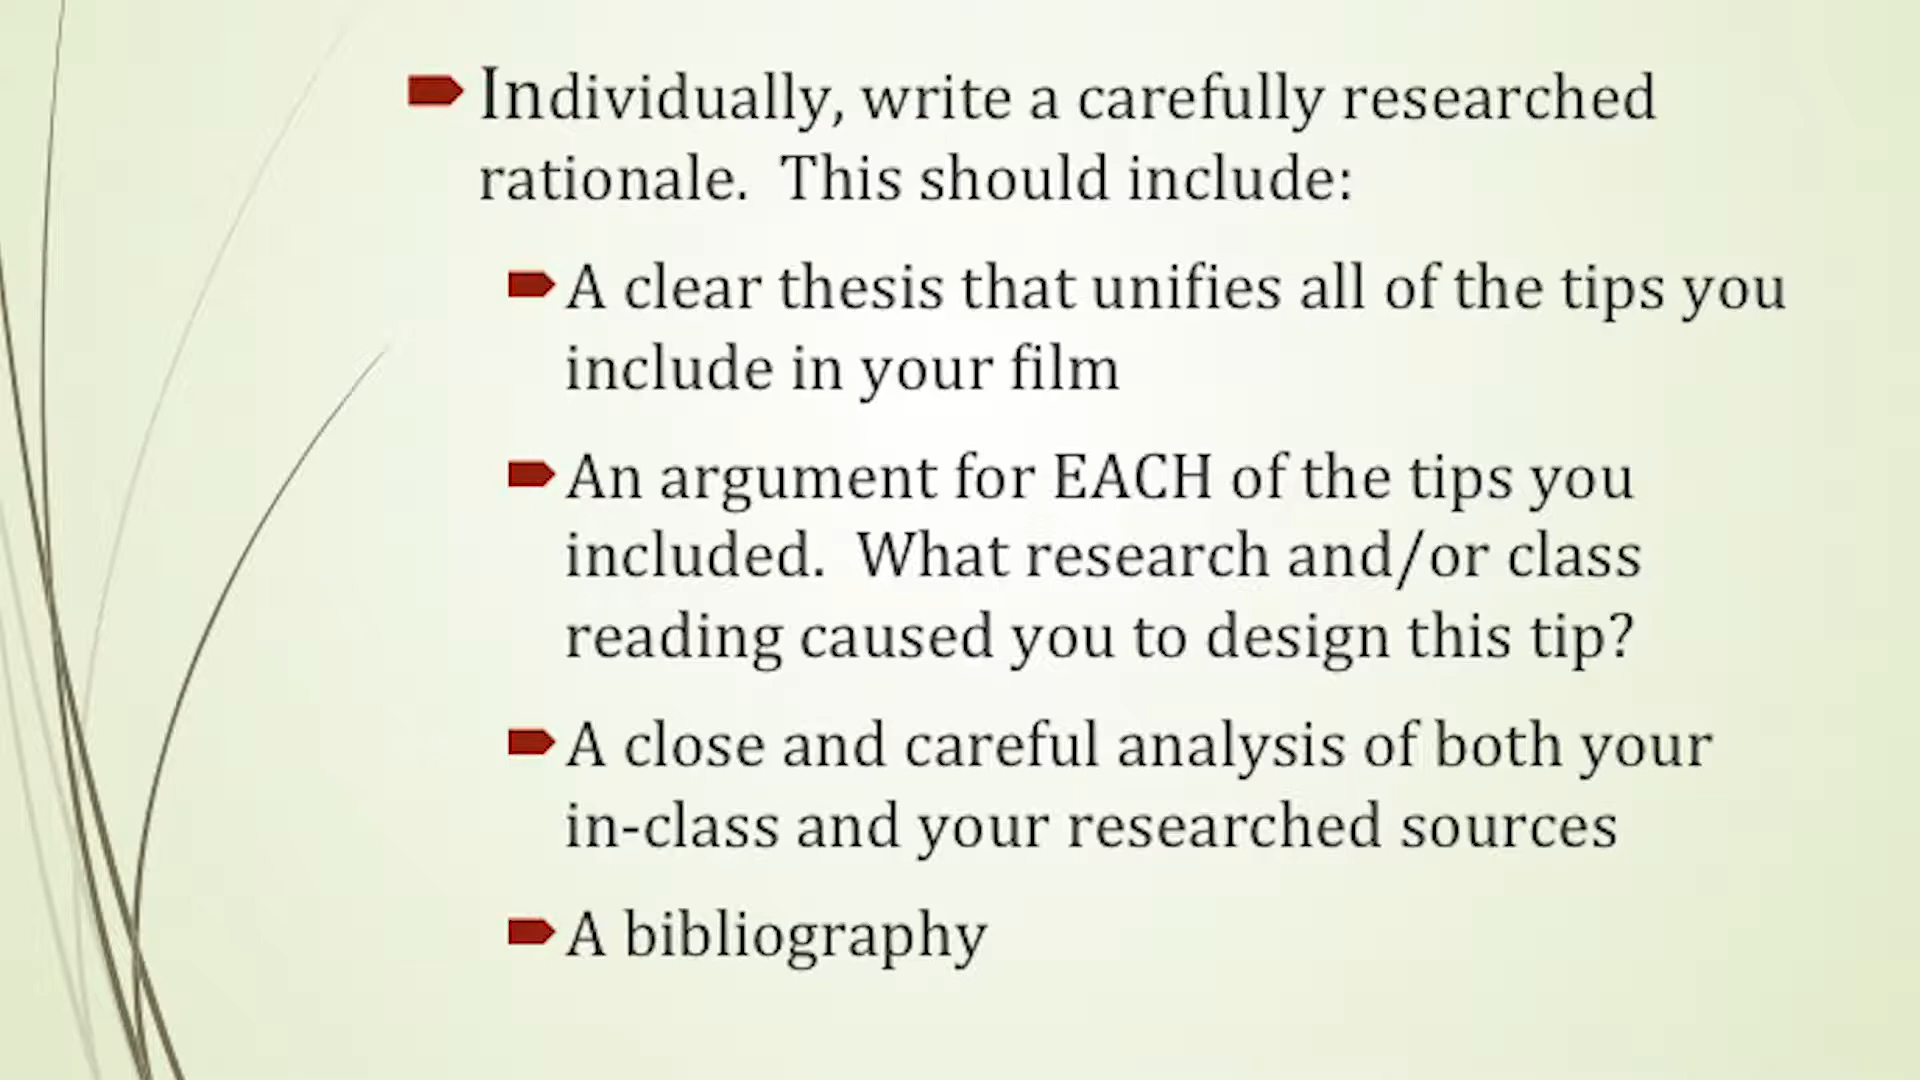 Individually, write a carefully researched
rationale.  This should include:
A clear thesis that unifies all of the tips you
include in your film
An argument for EACH of the tips you
included.  What research and/or class
reading caused you to design this tip?
A close and careful analysis of both your
in-class and your researched sources
A bibliography